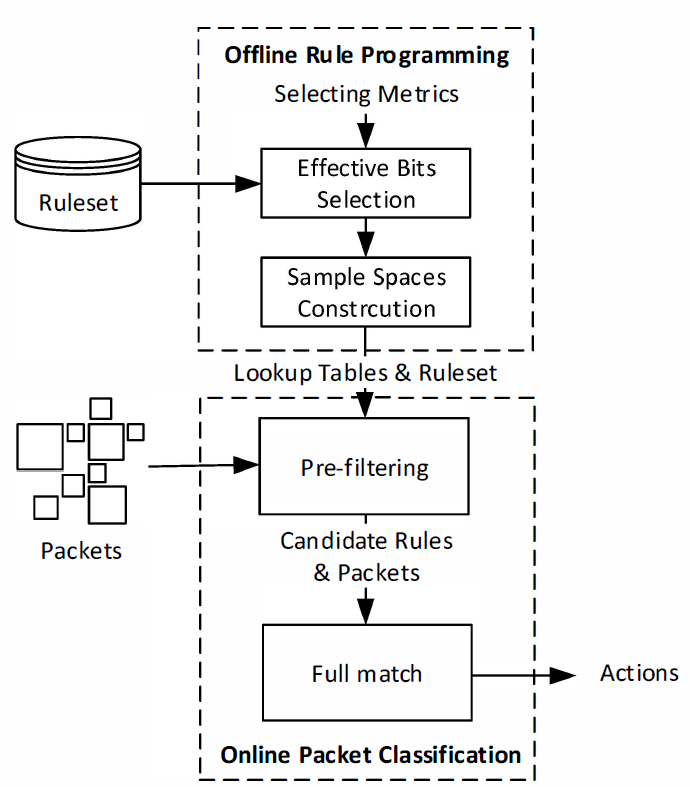 Offline Rule Programming
Selecting Metrics
Effective Bits
Selection
Ruleset
Sample Spaces
Constrcution
Lookup Tables & Ruleset
Pre-filtering
Packets
Candidate Rules
& Packets
Full match
Actions
Online Packet Classification